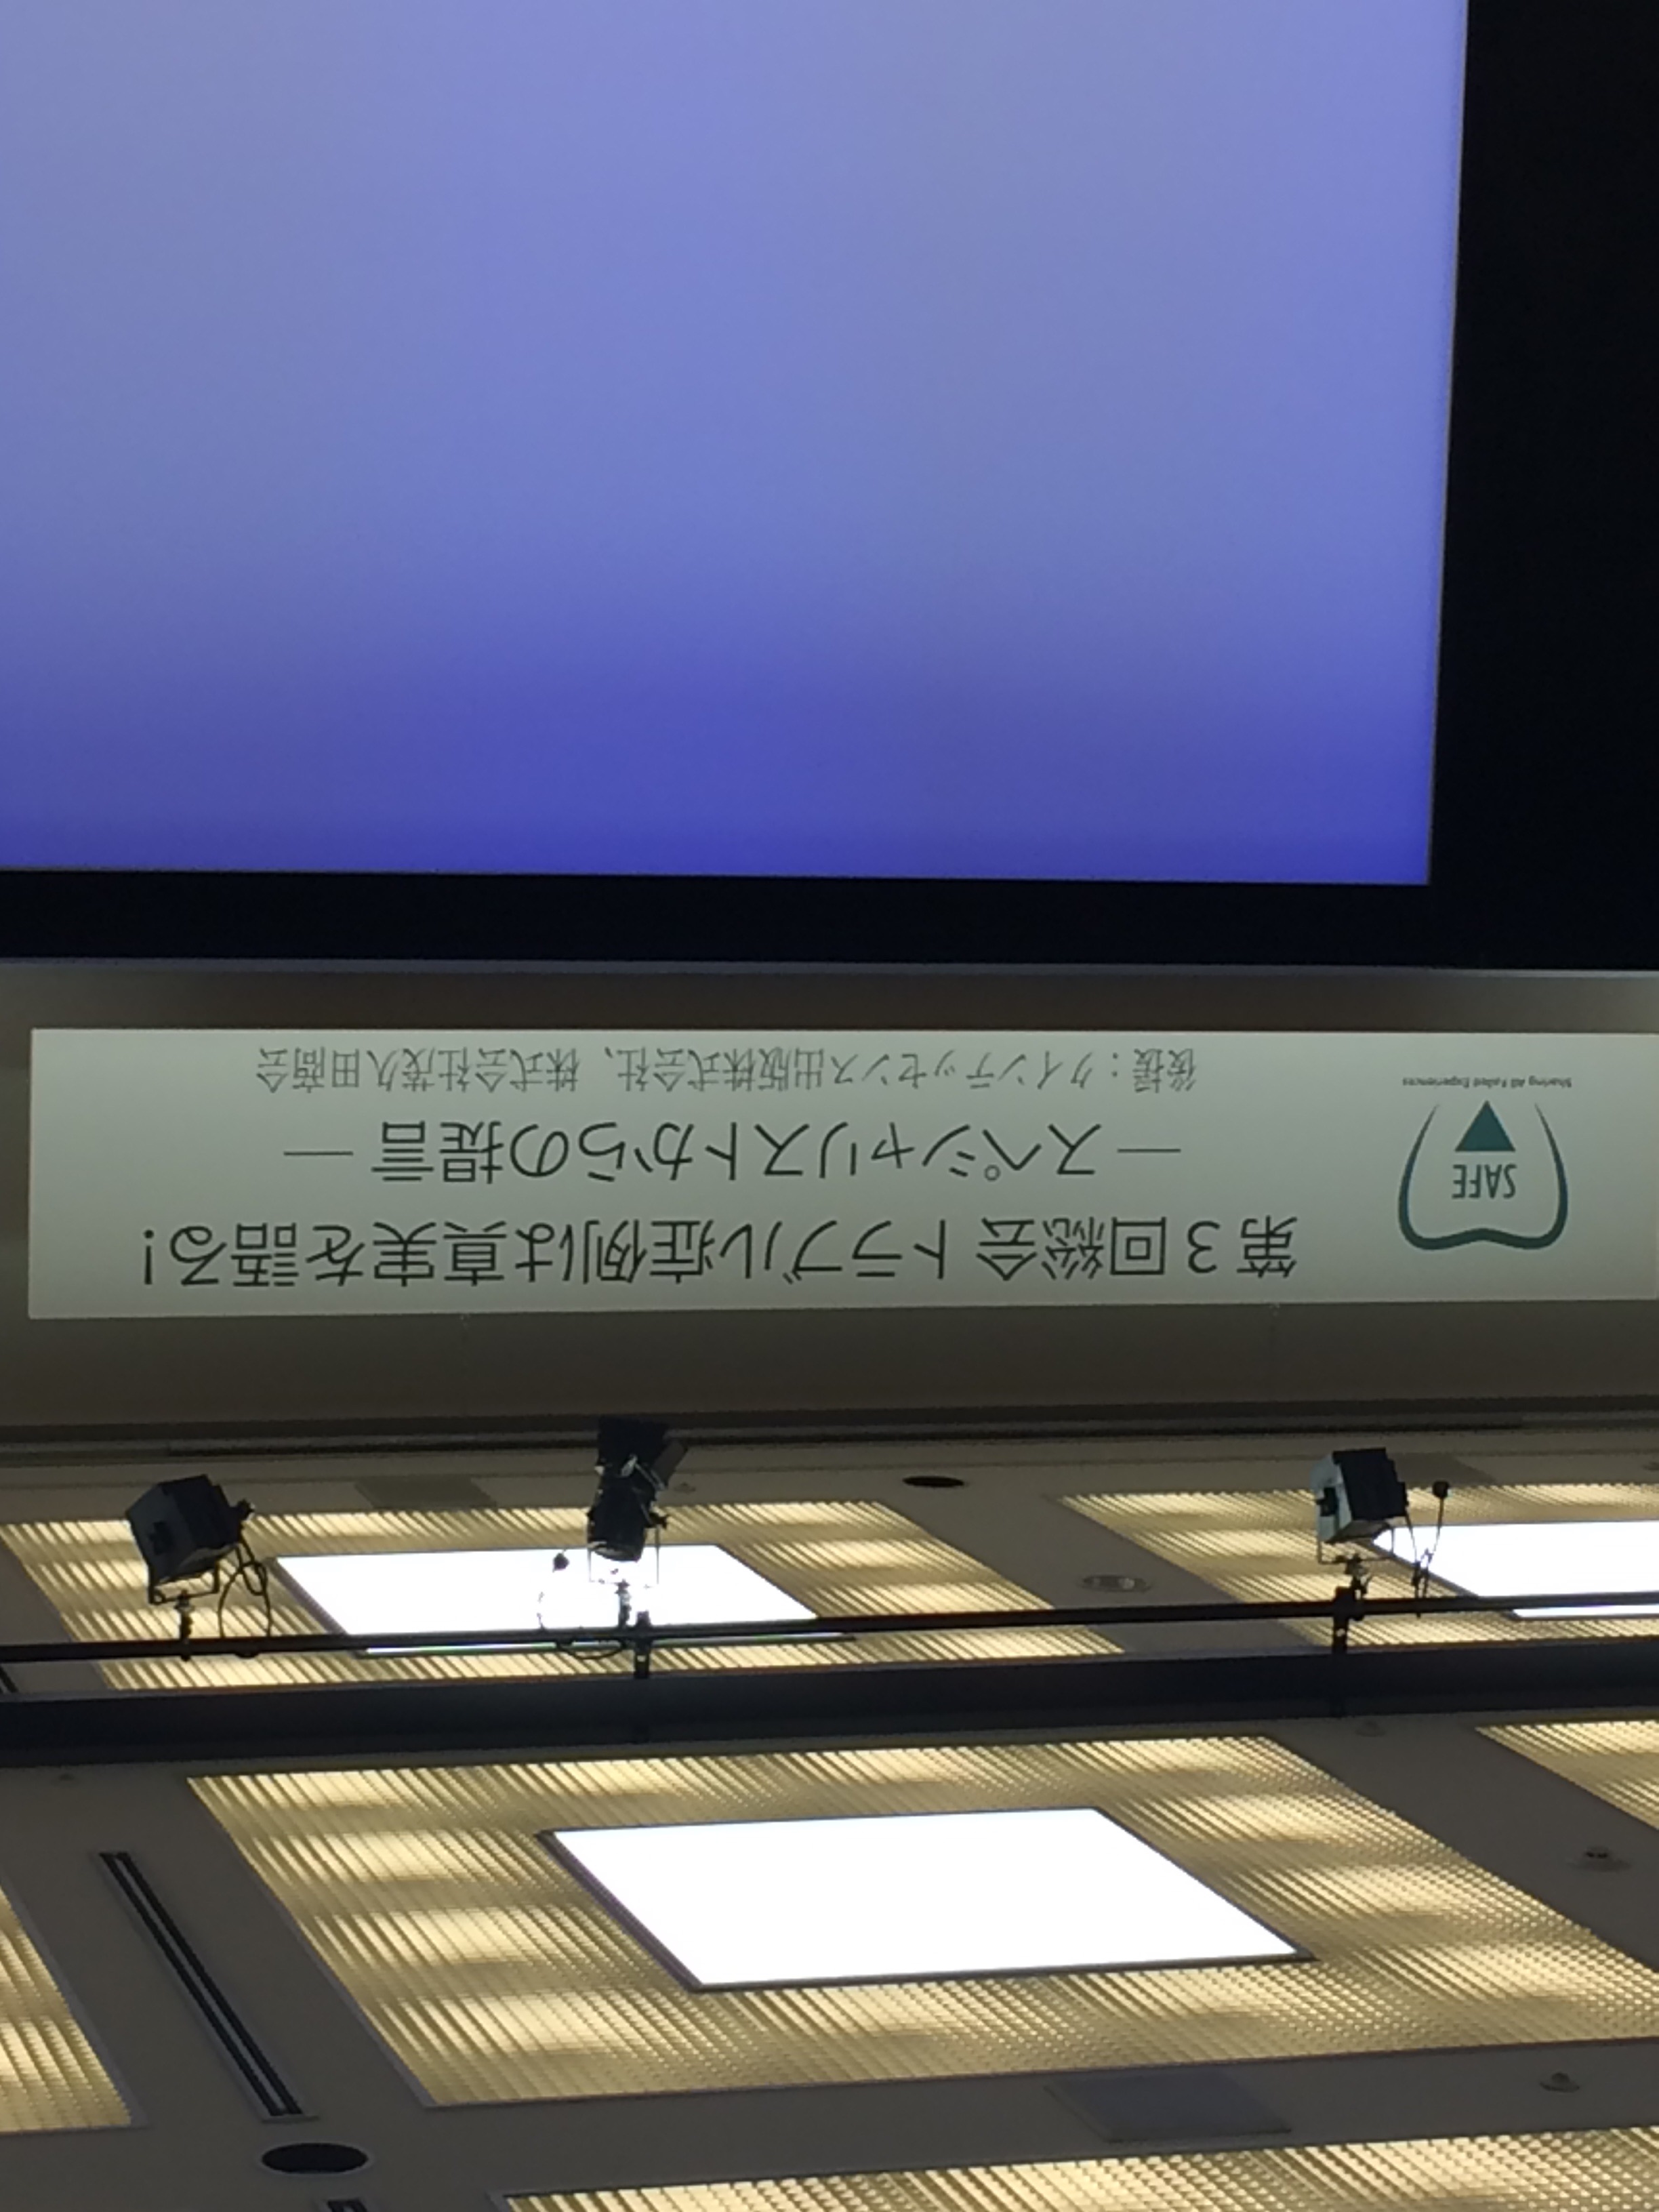 SAFE
Sharing All Failed Experiences
第3回総会 トラブル症例は真実を語る!
― スペシャリストからの提言 ―
後援:クインテッセンス出版株式会社、株式会社茂久田商会